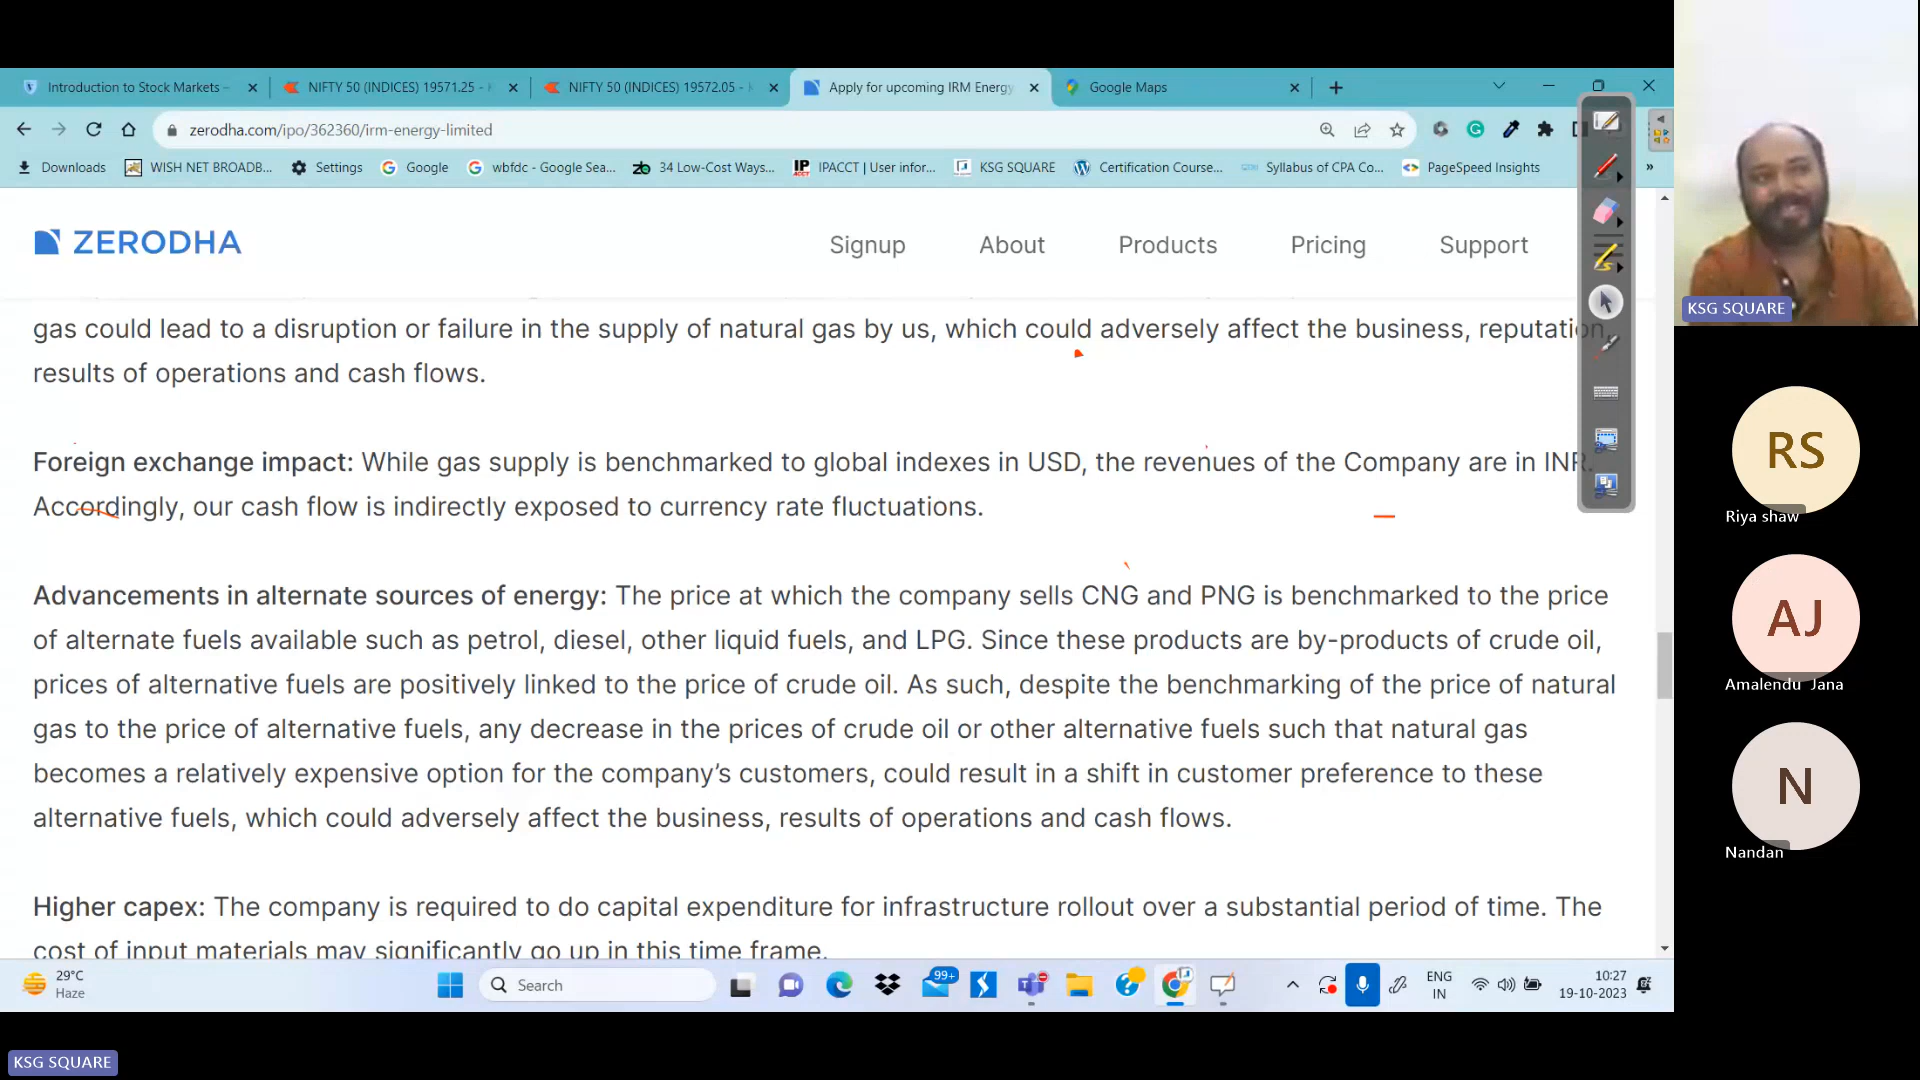 Introduction to Stock Markets –
NIFTY 50 (INDICES) 19571.25 -
NIFTY 50 (INDICES) 19572.05 -
Apply for upcoming IRM Energy
Google Maps
zerodha.com/ipo/362360/irm-energy-limited
Downloads
WISH NET BROADB...
Settings
Google
wbfdc - Google Sea...
34 Low-Cost Ways...
IPACCT | User infor...
KSG SQUARE
Certification Course...
Syllabus of CPA Co...
PageSpeed Insights
»
ZERODHA
Signup
About
Products
Pricing
Support
gas could lead to a disruption or failure in the supply of natural gas by us, which could adversely affect the business, reputation,
results of operations and cash flows.
Foreign exchange impact: While gas supply is benchmarked to global indexes in USD, the revenues of the Company are in INR.
Accordingly, our cash flow is indirectly exposed to currency rate fluctuations.
Advancements in alternate sources of energy: The price at which the company sells CNG and PNG is benchmarked to the price
of alternate fuels available such as petrol, diesel, other liquid fuels, and LPG. Since these products are by-products of crude oil,
prices of alternative fuels are positively linked to the price of crude oil. As such, despite the benchmarking of the price of natural
gas to the price of alternative fuels, any decrease in the prices of crude oil or other alternative fuels such that natural gas
becomes a relatively expensive option for the company’s customers, could result in a shift in customer preference to these
alternative fuels, which could adversely affect the business, results of operations and cash flows.
Higher capex: The company is required to do capital expenditure for infrastructure rollout over a substantial period of time. The
cost of input materials may significantly go up in this time frame.
29°C
Haze
Search
99+
ENG
IN
10:27
19-10-2023
KSG SQUARE
RS
Riya shaw
AJ
Amalendu Jana
N
Nandan
KSG SQUARE